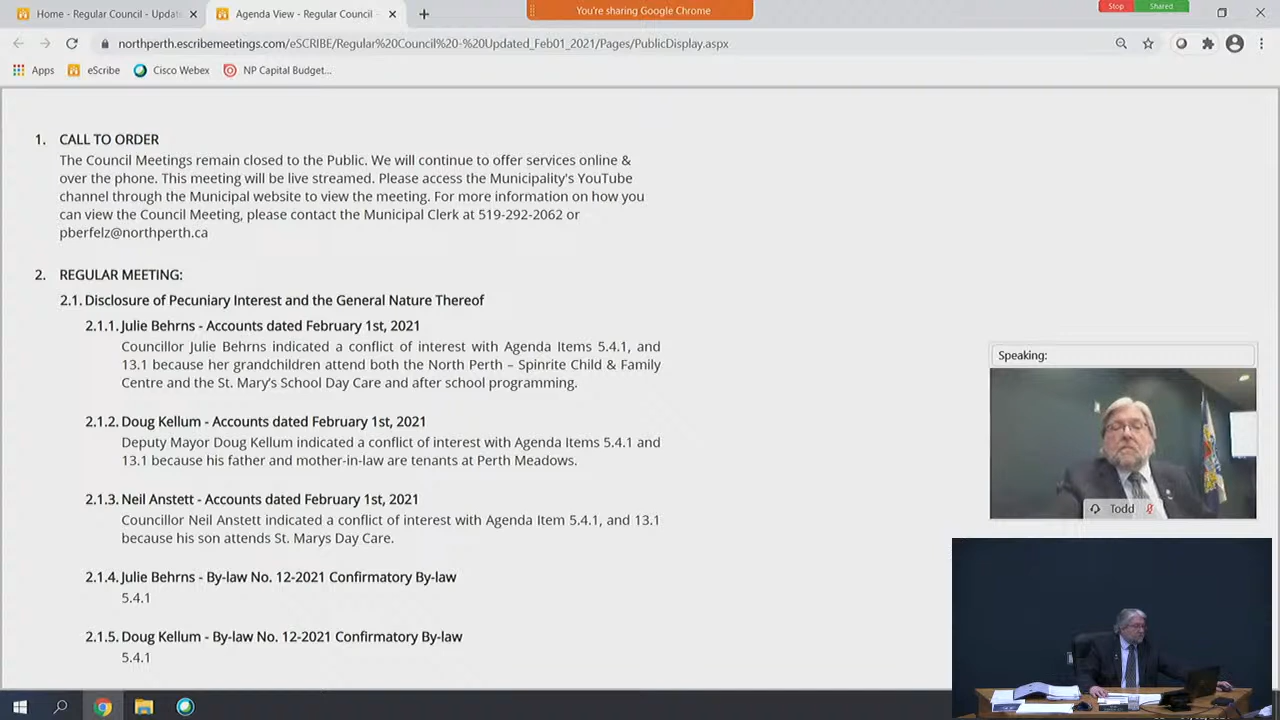 Home - Regular Council - Updat
Agenda View - Regular Council -
You're sharing Google Chrome
Stop
Shared
northperth.escribemeetings.com/eSCRIBE/Regular%20Council%20-%20Updated_Feb01_2021/Pages/PublicDisplay.aspx
Apps
eScribe
Cisco Webex
NP Capital Budget...
1. CALL TO ORDER
The Council Meetings remain closed to the Public. We will continue to offer services online &
over the phone. This meeting will be live streamed. Please access the Municipality's YouTube
channel through the Municipal website to view the meeting. For more information on how you
can view the Council Meeting, please contact the Municipal Clerk at 519-292-2062 or
pberfelz@northperth.ca
2. REGULAR MEETING:
2.1. Disclosure of Pecuniary Interest and the General Nature Thereof
2.1.1. Julie Behrns - Accounts dated February 1st, 2021
Councillor Julie Behrns indicated a conflict of interest with Agenda Items 5.4.1, and
13.1 because her grandchildren attend both the North Perth – Spinrite Child & Family
Centre and the St. Mary's School Day Care and after school programming.
2.1.2. Doug Kellum - Accounts dated February 1st, 2021
Deputy Mayor Doug Kellum indicated a conflict of interest with Agenda Items 5.4.1 and
13.1 because his father and mother-in-law are tenants at Perth Meadows.
2.1.3. Neil Anstett - Accounts dated February 1st, 2021
Councillor Neil Anstett indicated a conflict of interest with Agenda Item 5.4.1, and 13.1
because his son attends St. Marys Day Care.
2.1.4. Julie Behrns - By-law No. 12-2021 Confirmatory By-law
5.4.1
2.1.5. Doug Kellum - By-law No. 12-2021 Confirmatory By-law
5.4.1
Speaking:
Todd